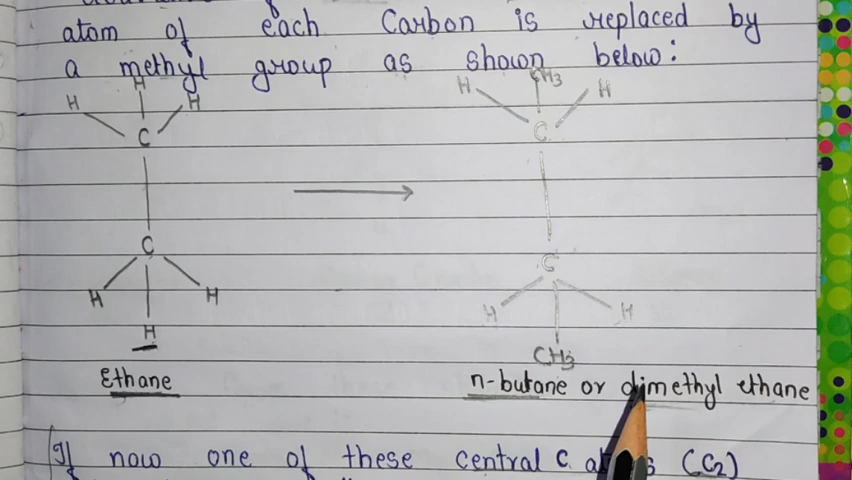 atom of each Carbon is replaced by
a methyl group as shown below:
H H H
C
C
H H
H
Ethane
H CH3 H
C
C
H H
CH3
n-butane or dimethyl ethane
If now one of these central C (C2)